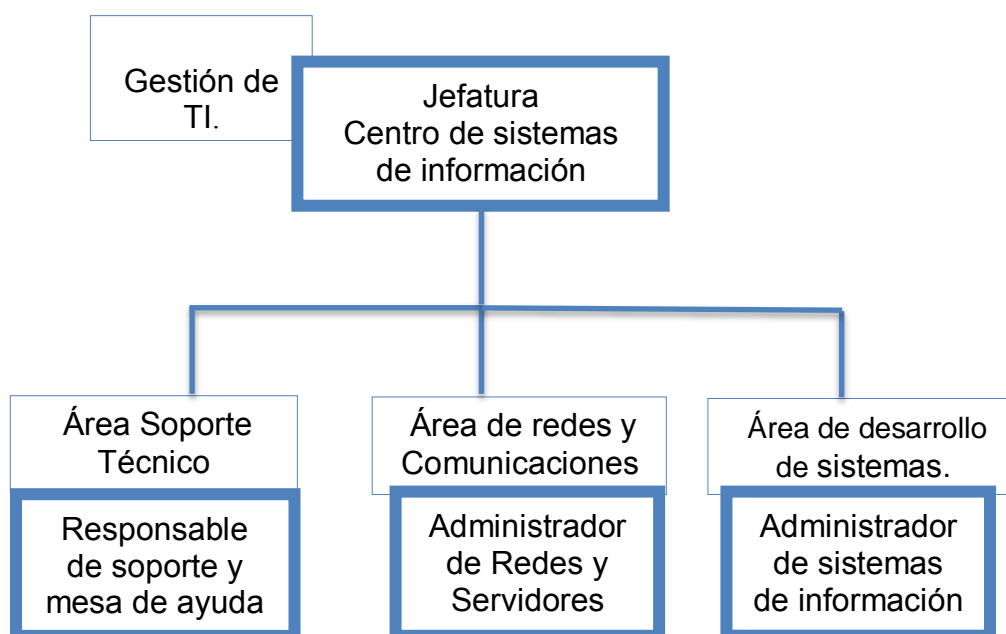 Gestión de
TI.
Jefatura
Centro de sistemas
de información
Área Soporte
Técnico
Responsable
de soporte y
mesa de ayuda
Área de redes y
Comunicaciones
Administrador
de Redes y
Servidores
Área de desarrollo
de sistemas.
Administrador
de sistemas
de información